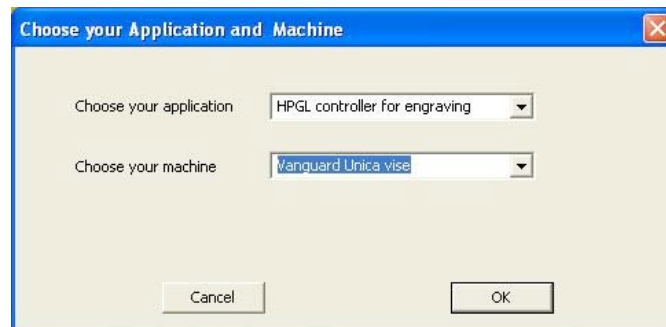 Choose your Application and Machine
Choose your application HPGL controller for engraving
Choose your machine Vanguard Unica vise
Cancel OK